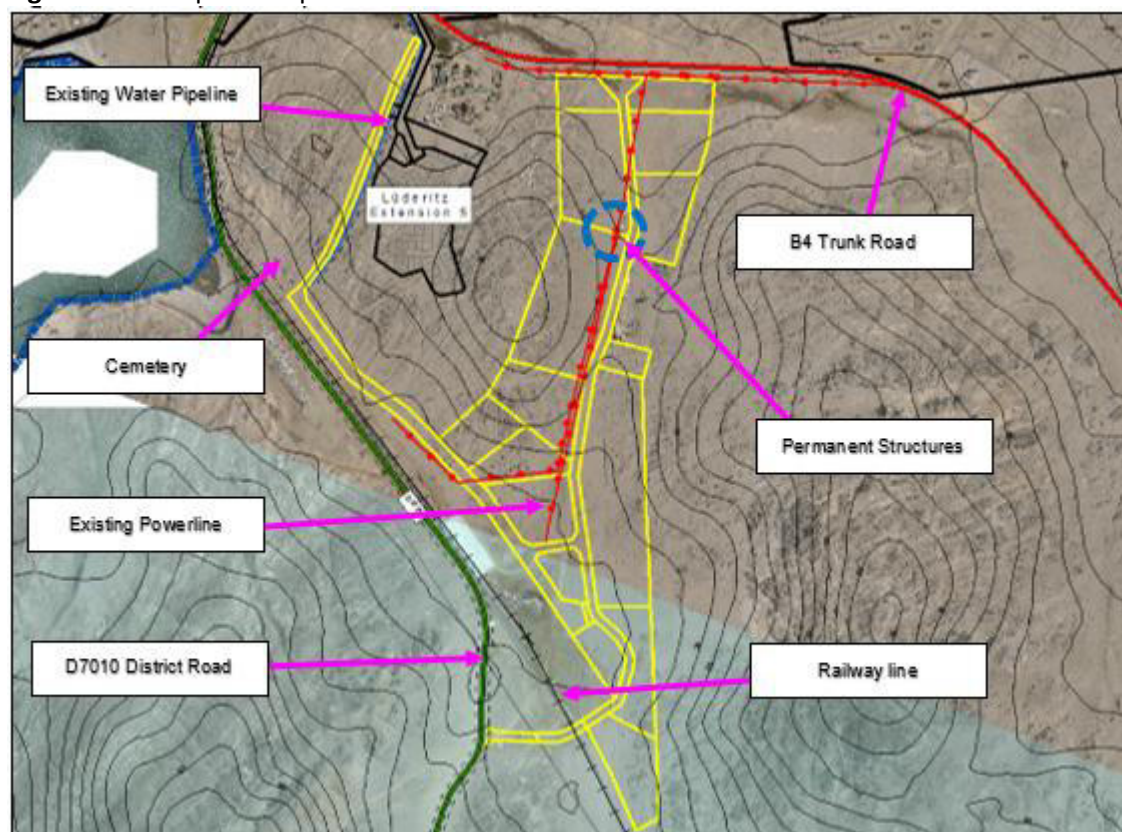 Existing Water Pipeline
Lüderitz
Extension 5
B4 Trunk Road
Cemetery
Permanent Structures
Existing Powerline
D7010 District Road
Railway line